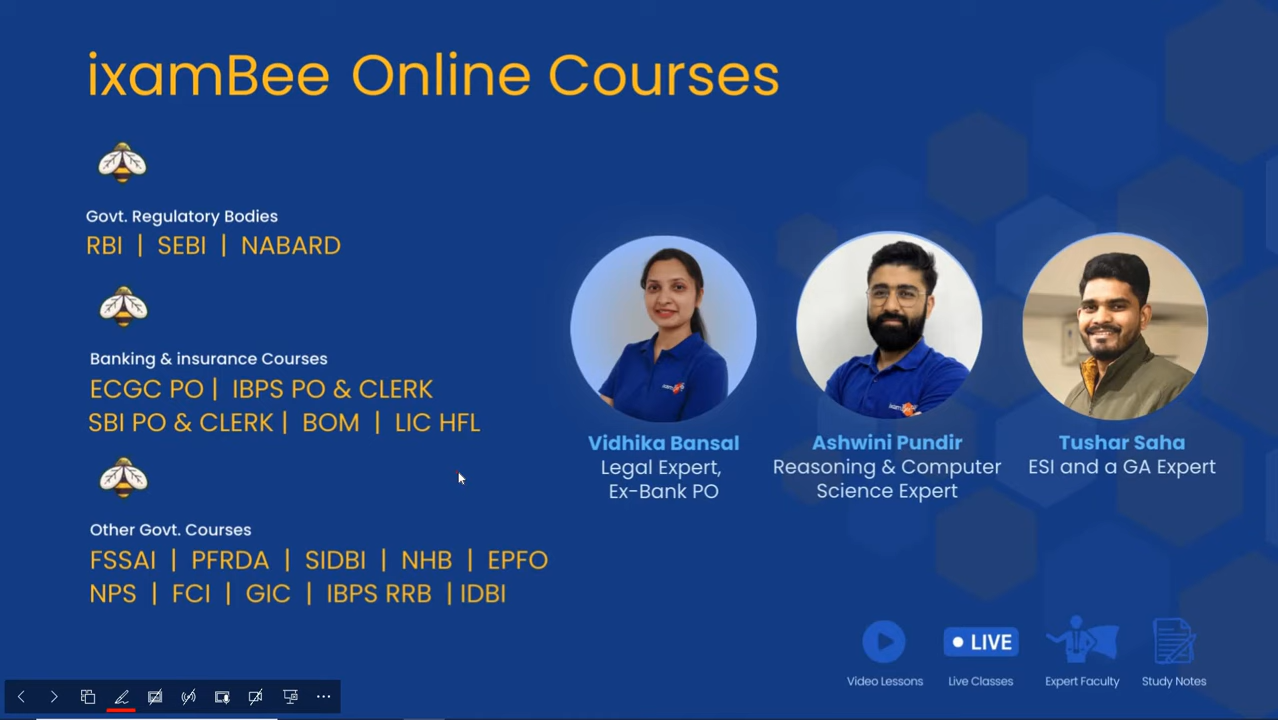 ixamBee Online Courses
Govt. Regulatory Bodies
RBI | SEBI | NABARD
Banking & insurance Courses
ECGC PO | IBPS PO & CLERK
SBI PO & CLERK | BOM | LIC HFL
Other Govt. Courses
FSSAI | PFRDA | SIDBI | NHB | EPFO
NPS | FCI | GIC | IBPS RRB | IDBI
Vidhika Bansal
Legal Expert,
Ex-Bank PO
Ashwini Pundir
Reasoning & Computer
Science Expert
Tushar Saha
ESI and a GA Expert
LIVE
Video Lessons
Live Classes
Expert Faculty
Study Notes